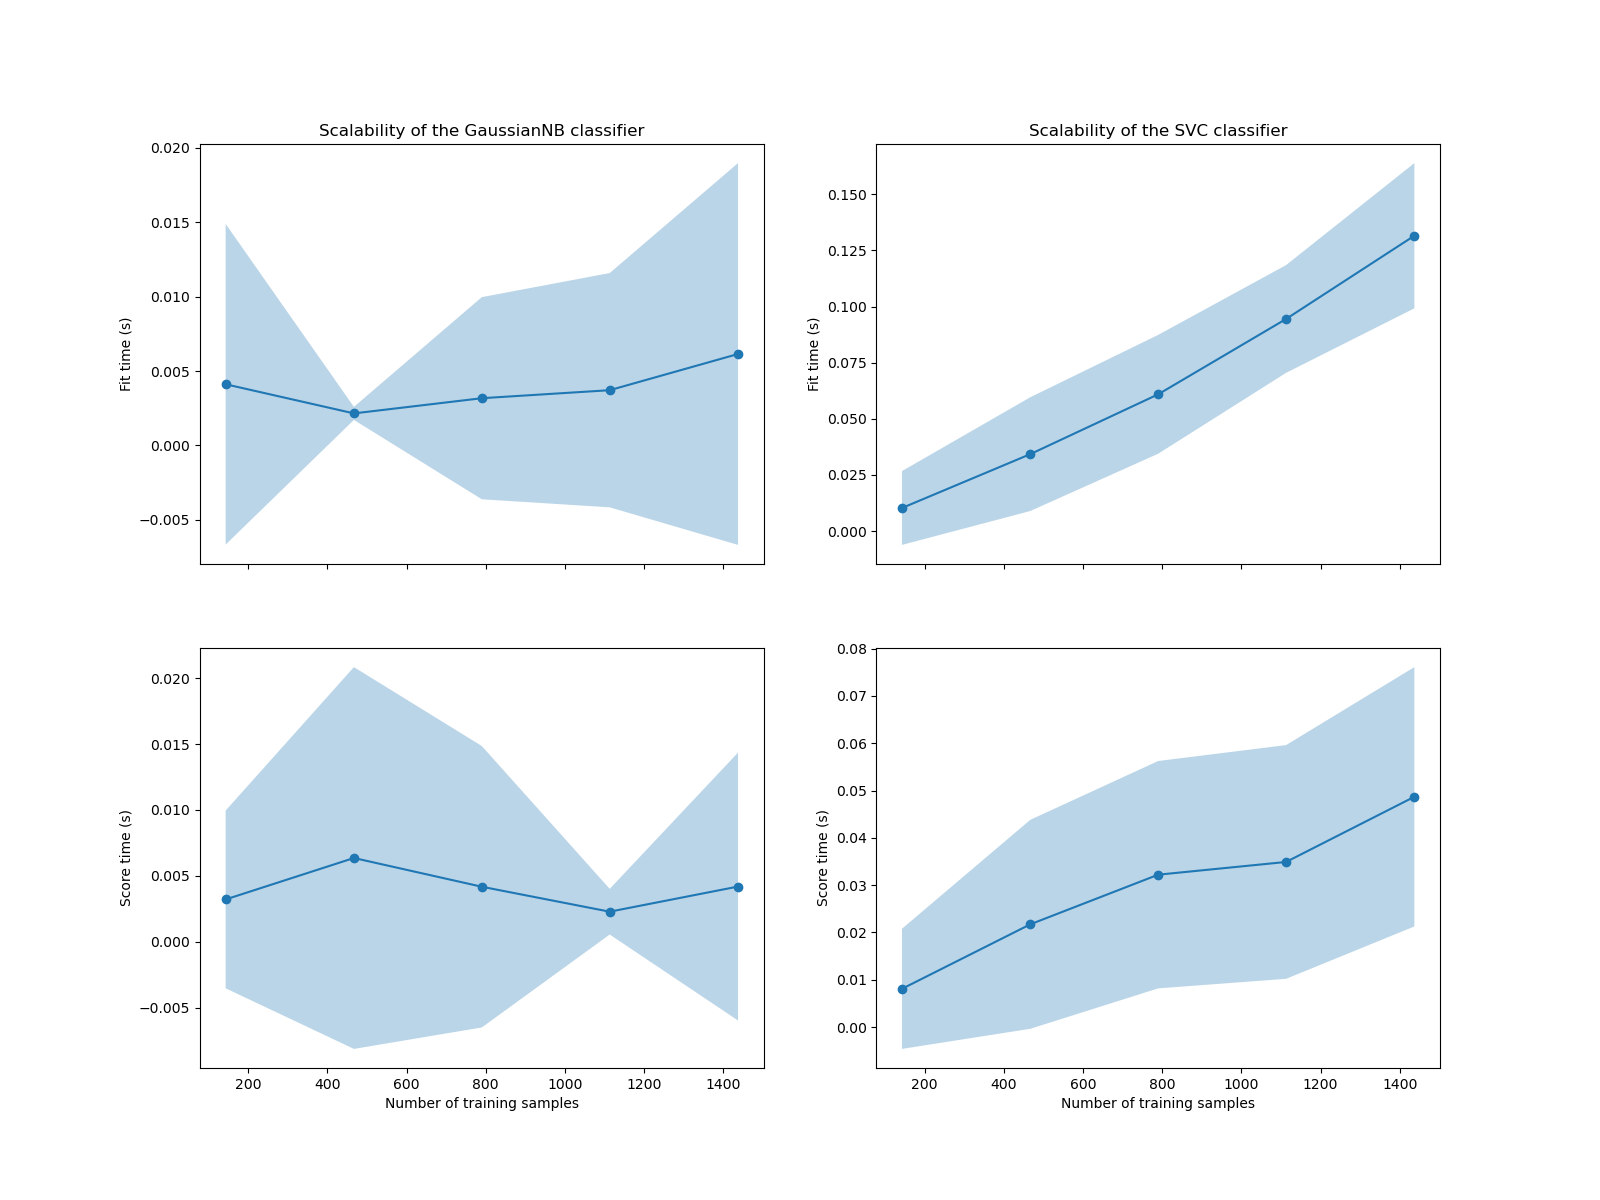 Scalability of the GaussianNB classifier
0.020
0.015
0.010
0.005
0.000
−0.005
Fit time (s)
Scalability of the SVC classifier
0.150
0.125
0.100
0.075
0.050
0.025
0.000
Fit time (s)
0.020
0.015
0.010
0.005
0.000
−0.005
Score time (s)
200 400 600 800 1000 1200 1400
Number of training samples
0.08
0.07
0.06
0.05
0.04
0.03
0.02
0.01
0.00
Score time (s)
200 400 600 800 1000 1200 1400
Number of training samples